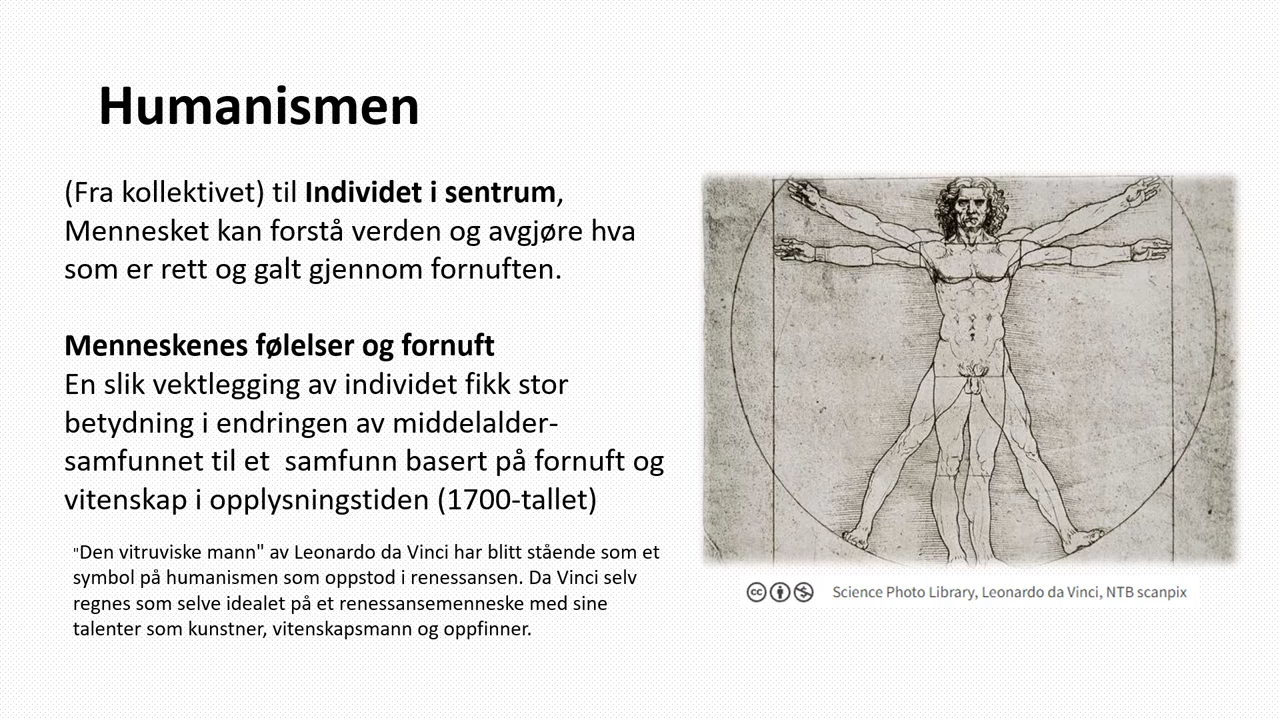 Humanismen
(Fra kollektivet) til Individet i sentrum,
Mennesket kan forstå verden og avgjøre hva
som er rett og galt gjennom fornuften.
Menneskenes følelser og fornuft
En slik vektlegging av individet fikk stor
betydning i endringen av middelalder-
samfunnet til et  samfunn basert på fornuft og
vitenskap i opplysningstiden (1700-tallet)
"Den vitruviske mann" av Leonardo da Vinci har blitt stående som et
symbol på humanismen som oppstod i renessansen. Da Vinci selv
regnes som selve idealet på et renessansemenneske med sine
talenter som kunstner, vitenskapsmann og oppfinner.
cc Science Photo Library, Leonardo da Vinci, NTB scanpix